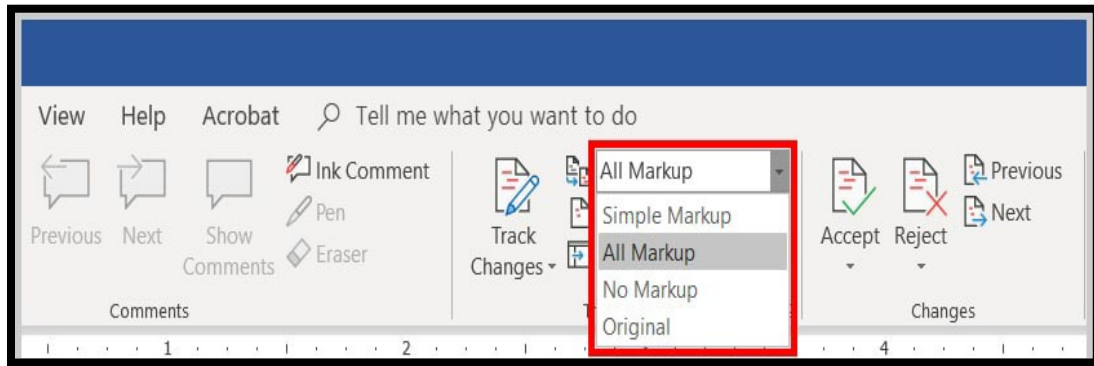 View Help Acrobat Tell me what you want to do
Previous
Next
Show
Comments
Ink Comment
Pen
Eraser
Comments
Track
Changes
All Markup
Simple Markup
All Markup
No Markup
Original
Accept
Reject
Previous
Next
Changes
1 2 4